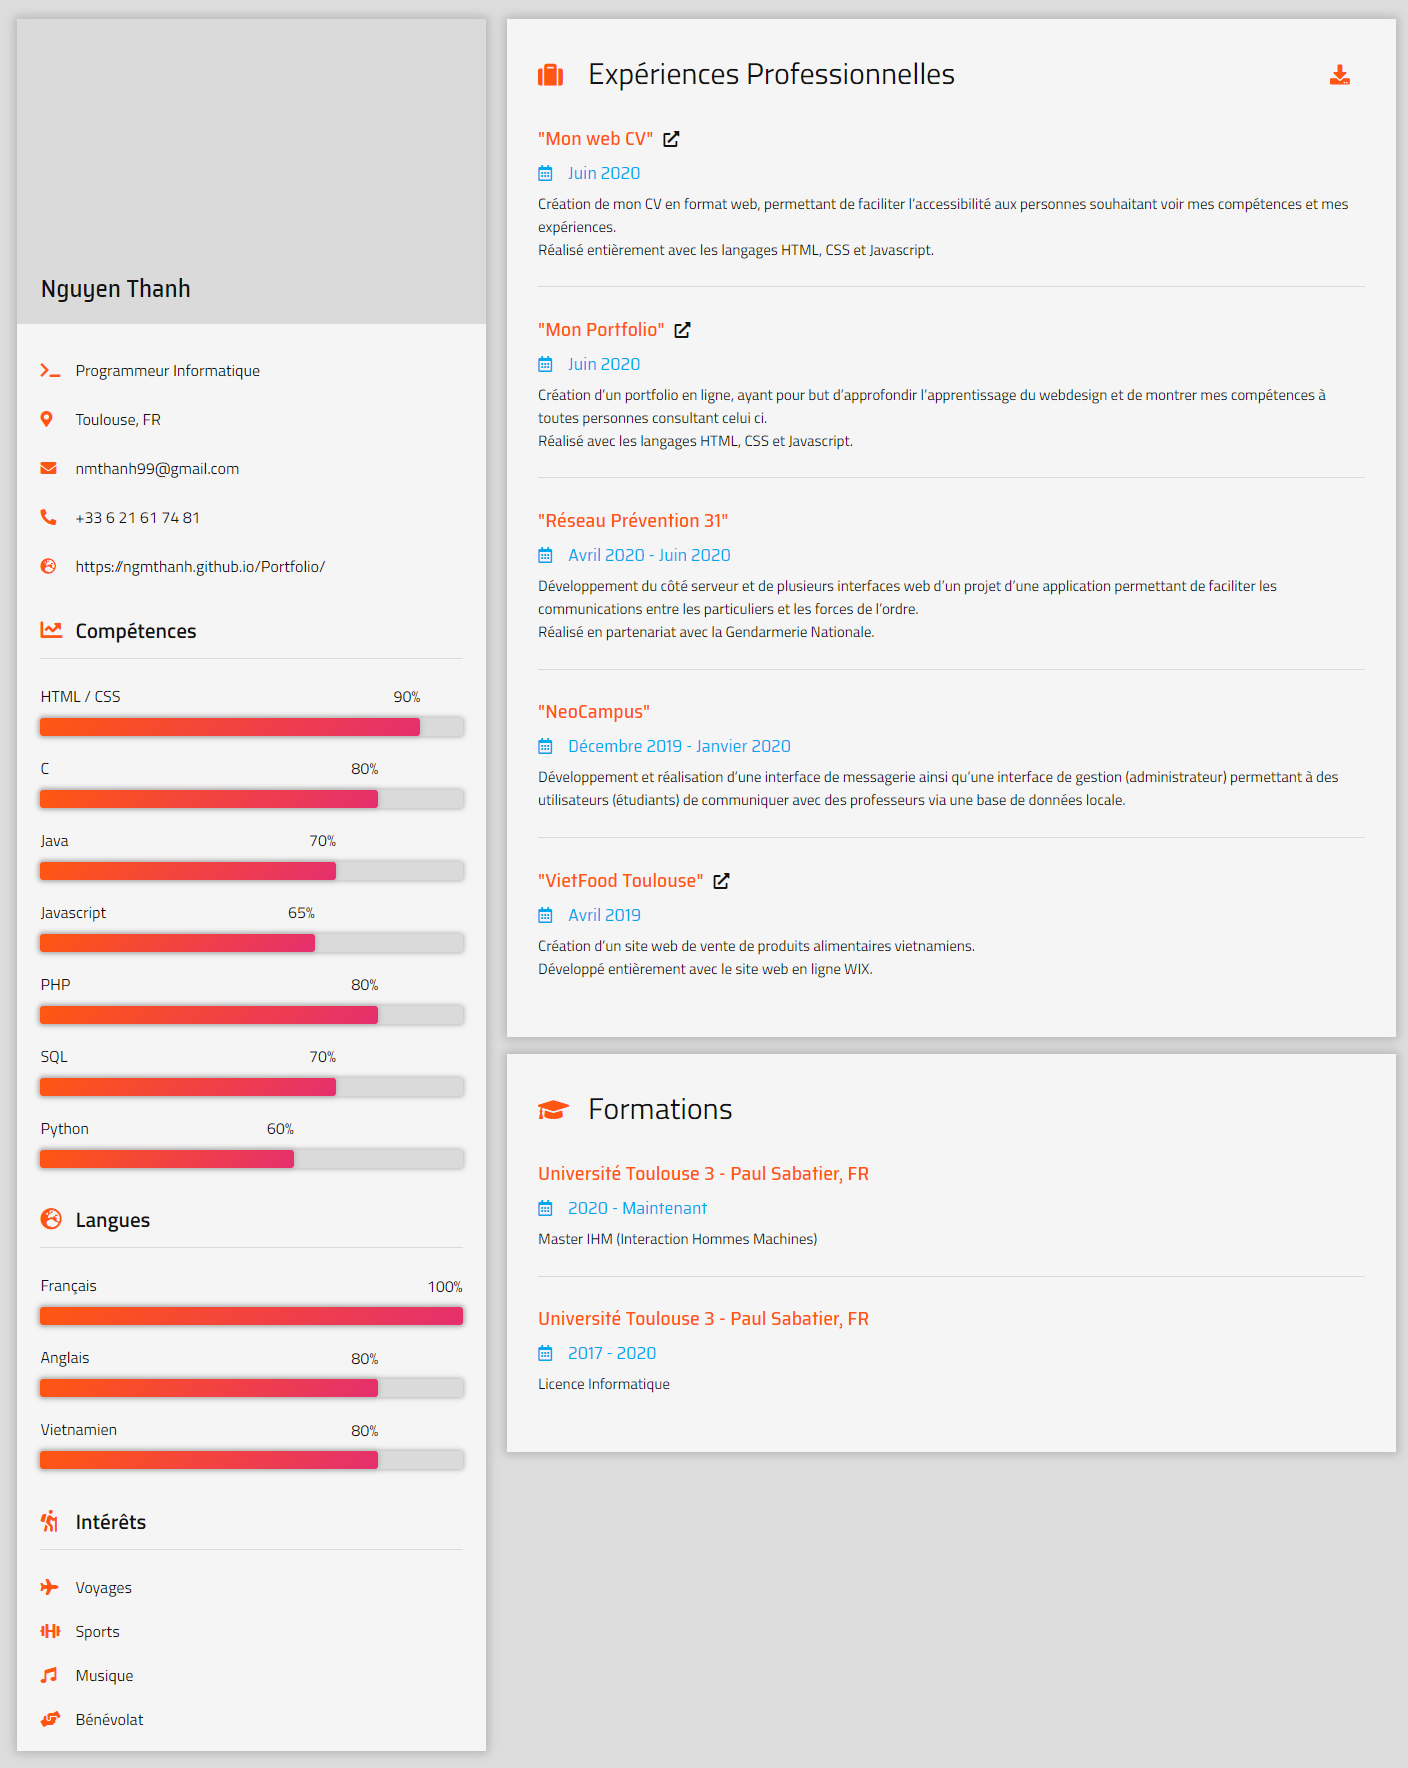 Nguyen Thanh
Programmeur Informatique
Toulouse, FR
nmthanh99@gmail.com
+33 6 21 61 74 81
https://ngmthanh.github.io/Portfolio/
Compétences
HTML / CSS 90%
C 80%
Java 70%
Javascript 65%
PHP 80%
SQL 70%
Python 60%
Langues
Français 100%
Anglais 80%
Vietnamien 80%
Intérêts
Voyages
Sports
Musique
Bénévolat
Expériences Professionnelles
"Mon web CV"
Juin 2020
Création de mon CV en format web, permettant de faciliter l’accessibilité aux personnes souhaitant voir mes compétences et mes
expériences.
Réalisé entièrement avec les langages HTML, CSS et Javascript.
"Mon Portfolio"
Juin 2020
Création d’un portfolio en ligne, ayant pour but d’approfondir l’apprentissage du webdesign et de montrer mes compétences à
toutes personnes consultant celui ci.
Réalisé avec les langages HTML, CSS et Javascript.
"Réseau Prévention 31"
Avril 2020 - Juin 2020
Développement du côté serveur et de plusieurs interfaces web d’un projet d’une application permettant de faciliter les
communications entre les particuliers et les forces de l’ordre.
Réalisé en partenariat avec la Gendarmerie Nationale.
"NeoCampus"
Décembre 2019 - Janvier 2020
Développement et réalisation d’une interface de messagerie ainsi qu’une interface de gestion (administrateur) permettant à des
utilisateurs (étudiants) de communiquer avec des professeurs via une base de données locale.
"VietFood Toulouse"
Avril 2019
Création d’un site web de vente de produits alimentaires vietnamiens.
Développé entièrement avec le site web en ligne WIX.
Formations
Université Toulouse 3 - Paul Sabatier, FR
2020 - Maintenant
Master IHM (Interaction Hommes Machines)
Université Toulouse 3 - Paul Sabatier, FR
2017 - 2020
Licence Informatique